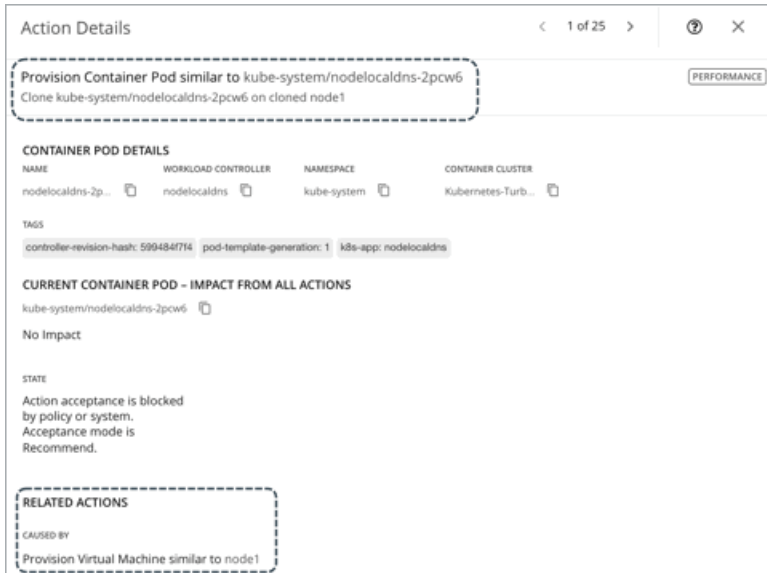 Action Details
1 of 25
Provision Container Pod similar to kube-system/nodelocaldns-2pcw6
PERFORMANCE
Clone kube-system/nodelocaldns-2pcw6 on cloned node1
CONTAINER POD DETAILS
NAME WORKLOAD CONTROLLER NAMESPACE CONTAINER CLUSTER
nodelocaldns-2p... nodelocaldns kube-system Kubernetes-Turb...
TAGS
controller-revision-hash: 599484f7f4 pod-template-generation: 1 k8s-app: nodelocaldns
CURRENT CONTAINER POD – IMPACT FROM ALL ACTIONS
kube-system/nodelocaldns-2pcw6
No Impact
STATE
Action acceptance is blocked
by policy or system.
Acceptance mode is
Recommend.
RELATED ACTIONS
CAUSED BY
Provision Virtual Machine similar to node1